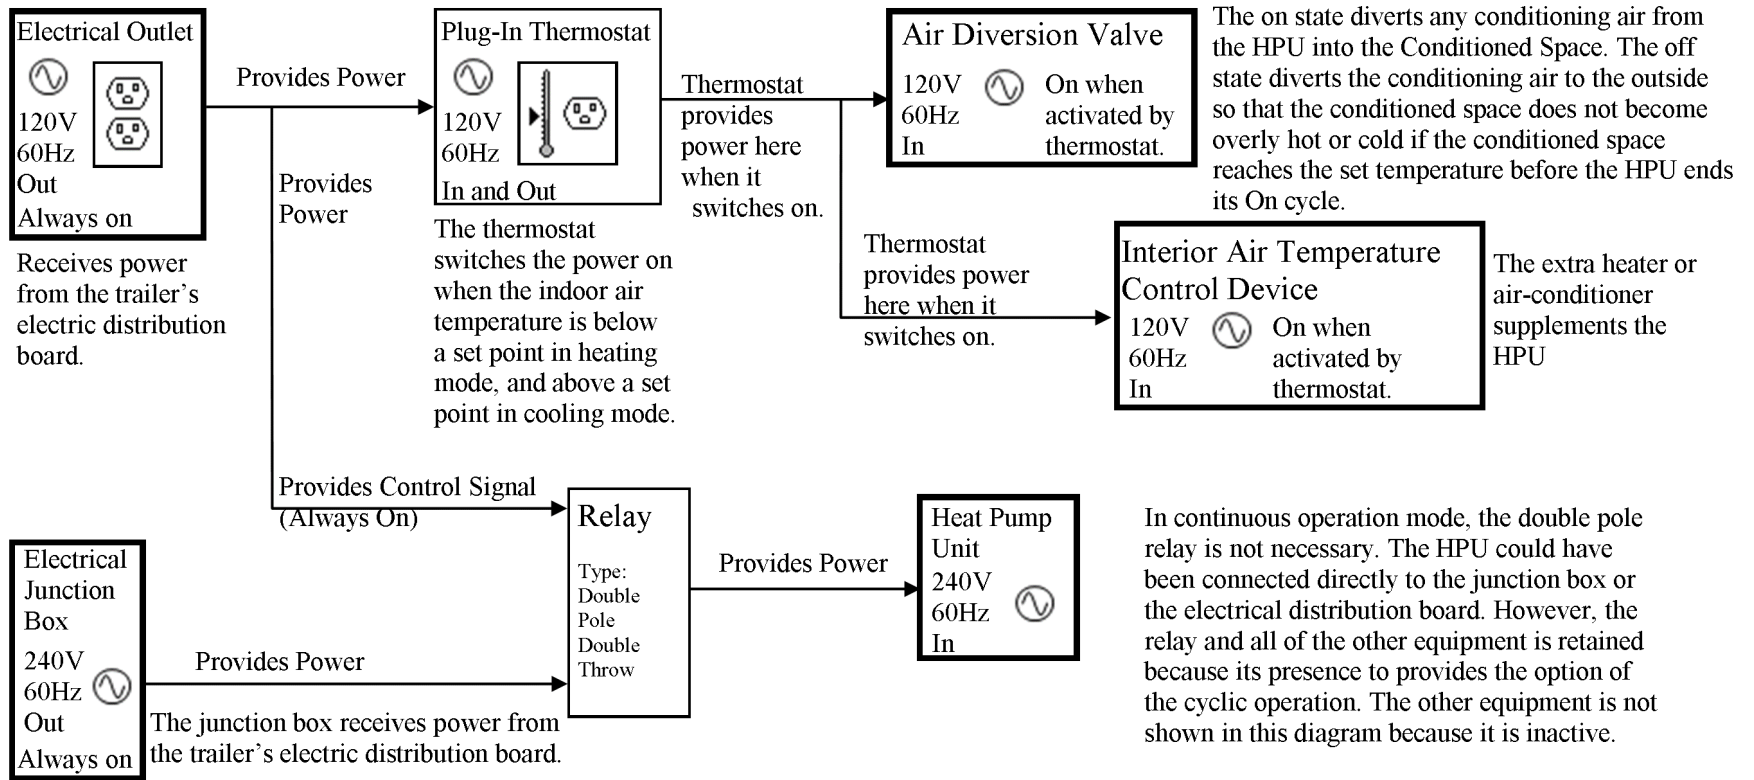 Electrical Outlet
120V
60Hz
Out
Always on
Receives power
from the trailer’s
electric distribution
board.
Provides Power
Provides
Power
Plug-In Thermostat
120V
60Hz
In and Out
The thermostat
switches the power on
when the indoor air
temperature is below
a set point in heating
mode, and above a set
point in cooling mode.
Thermostat
provides
power here
when it
switches on.
Air Diversion Valve
120V
60Hz
In
On when
activated by
thermostat.
The on state diverts any conditioning air from
the HPU into the Conditioned Space. The off
state diverts the conditioning air to the outside
so that the conditioned space does not become
overly hot or cold if the conditioned space
reaches the set temperature before the HPU ends
its On cycle.
Thermostat
provides power
here when it
switches on.
Interior Air Temperature
Control Device
120V
60Hz
In
On when
activated by
thermostat.
The extra heater or
air-conditioner
supplements the
HPU
Provides Control Signal
(Always On)
Electrical
Junction
Box
240V
60Hz
Out
Always on
Provides Power
The junction box receives power from
the trailer’s electric distribution board.
Relay
Type:
Double
Pole
Double
Throw
Provides Power
Heat Pump
Unit
240V
60Hz
In
In continuous operation mode, the double pole
relay is not necessary. The HPU could have
been connected directly to the junction box or
the electrical distribution board. However, the
relay and all of the other equipment is retained
because its presence to provides the option of
the cyclic operation. The other equipment is not
shown in this diagram because it is inactive.